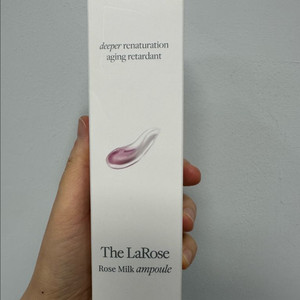 deeper renaturation
aging retardant
The LaRose
Rose Milk ampoule